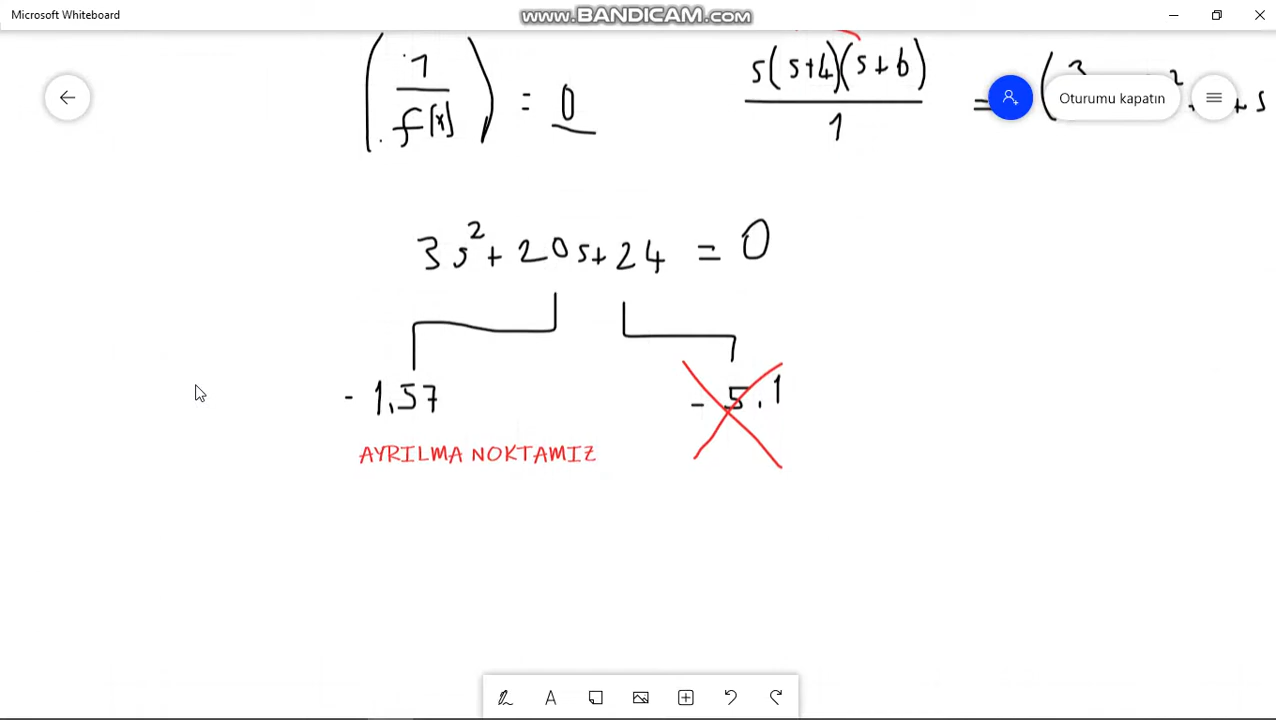 Microsoft Whiteboard
www.BANDICAM.com
(1/f(x)) = 0
s(s+4)(s+6)/1 = (
Oturumu kapatın
3s²+20s+24 = 0
-1,57
-5.1
AYRILMA NOKTAMIZ